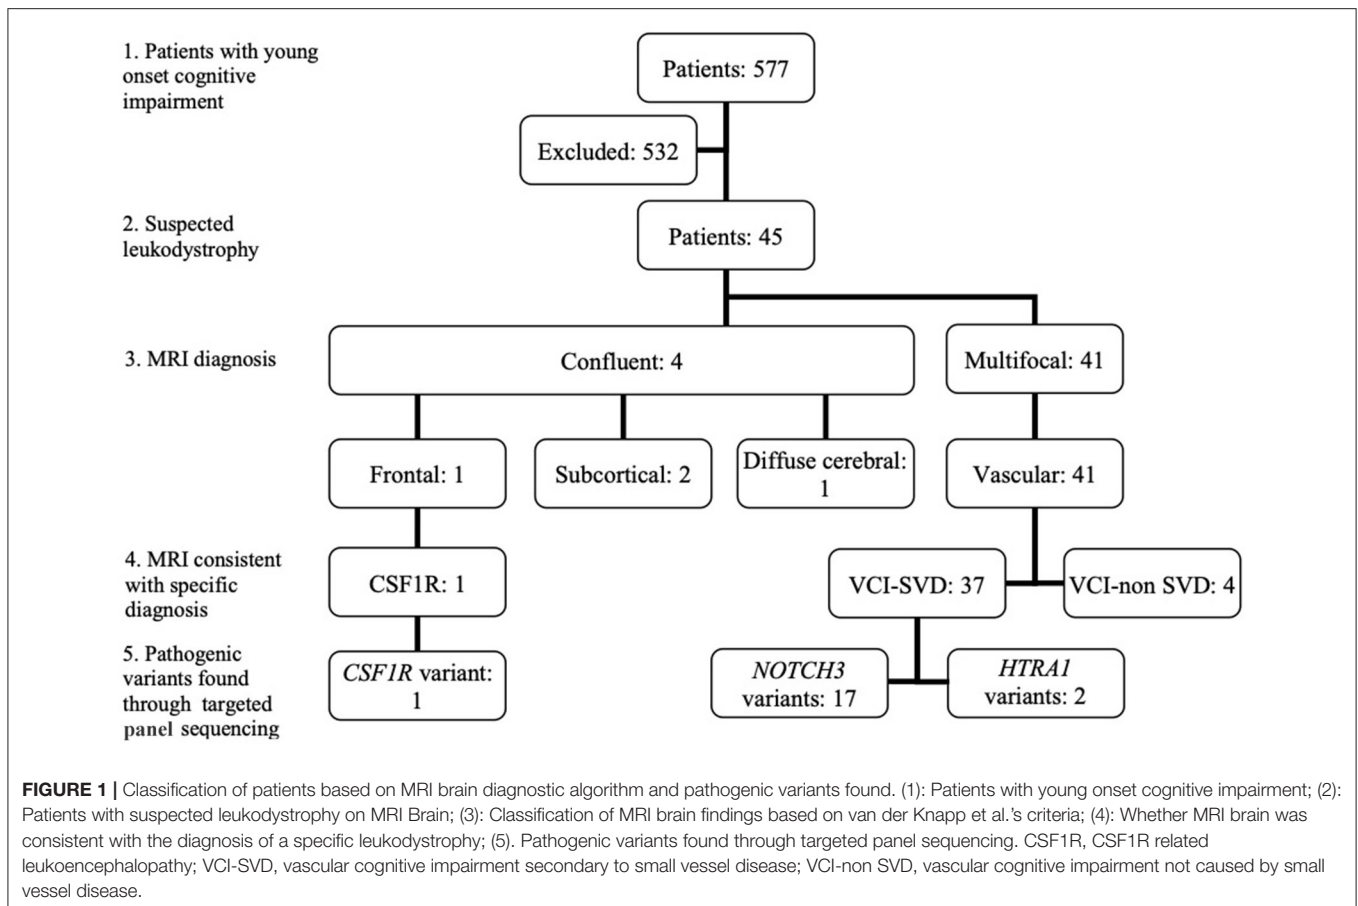 1. Patients with young
onset cognitive
impairment
Patients: 577
Excluded: 532
2. Suspected
leukodystrophy
Patients: 45
3. MRI diagnosis
Confluent: 4
Multifocal: 41
Frontal: 1
Subcortical: 2
Diffuse cerebral:
1
Vascular: 41
4. MRI consistent
with specific
diagnosis
CSF1R: 1
VCI-SVD: 37
VCI-non SVD: 4
5. Pathogenic
variants found
through targeted
panel sequencing
CSF1R variant:
1
NOTCH3
variants: 17
HTRA1
variants: 2
FIGURE 1 | Classification of patients based on MRI brain diagnostic algorithm and pathogenic variants found. (1): Patients with young onset cognitive impairment; (2):
Patients with suspected leukodystrophy on MRI Brain; (3): Classification of MRI brain findings based on van der Knapp et al.'s criteria; (4): Whether MRI brain was
consistent with the diagnosis of a specific leukodystrophy; (5). Pathogenic variants found through targeted panel sequencing. CSF1R, CSF1R related
leukoencephalopathy; VCI-SVD, vascular cognitive impairment secondary to small vessel disease; VCI-non SVD, vascular cognitive impairment not caused by small
vessel disease.